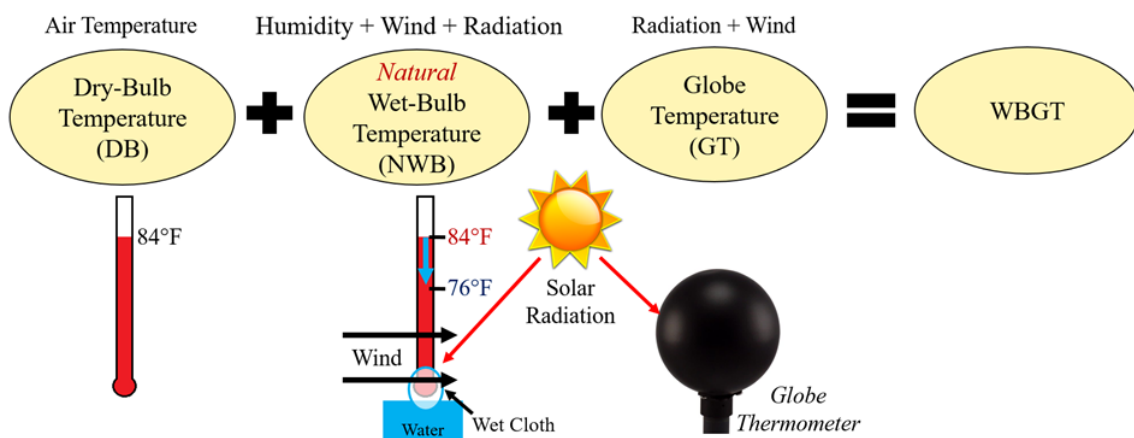 Air Temperature
Humidity + Wind + Radiation
Radiation + Wind
Dry-Bulb
Temperature
(DB)
+
Natural
Wet-Bulb
Temperature
(NWB)
+
Globe
Temperature
(GT)
=
WBGT
84°F
84°F
76°F
Solar
Radiation
Wind
Wet Cloth
Water
Globe
Thermometer